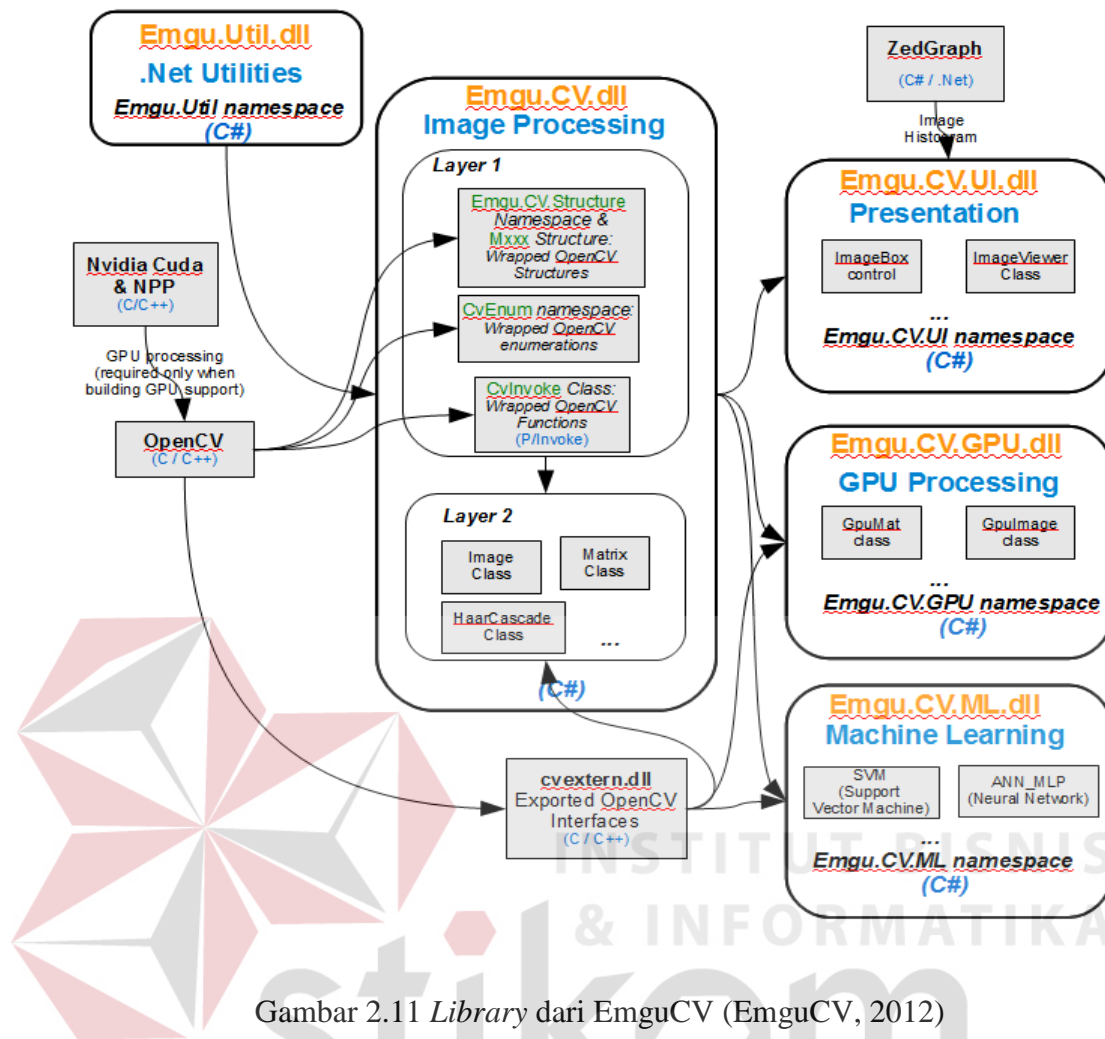 Emgu.Util.dll
.Net Utilities
Emgu.Util namespace
(C#)
ZedGraph
(C# / .Net)
Image
Histogram
Nvidia Cuda
& NPP
(C/C++)
GPU processing
(required only when
building GPU support)
OpenCV
(C / C++)
Emgu.CV.dll
Image Processing
Layer 1
Emgu.CV.Structure
Namespace &
Mxxx Structure:
Wrapped OpenCV
Structures
CvEnum namespace:
Wrapped OpenCV
enumerations
CvInvoke Class:
Wrapped OpenCV
Functions
(P/Invoke)
Layer 2
Image
Class
Matrix
Class
HaarCascade
Class
...
(C#)
cvextern.dll
Exported OpenCV
Interfaces
(C / C++)
Emgu.CV.UI.dll
Presentation
ImageBox
control
ImageViewer
Class
...
Emgu.CV.UI namespace
(C#)
Emgu.CV.GPU.dll
GPU Processing
GpuMat
class
GpuImage
class
...
Emgu.CV.GPU namespace
(C#)
Emgu.CV.ML.dll
Machine Learning
SVM
(Support
Vector Machine)
ANN_MLP
(Neural Network)
...
Emgu.CV.ML namespace
(C#)
INSTITUT BISNIS
& INFORMATIKA
stikom
Gambar 2.11 Library dari EmguCV (EmguCV, 2012)